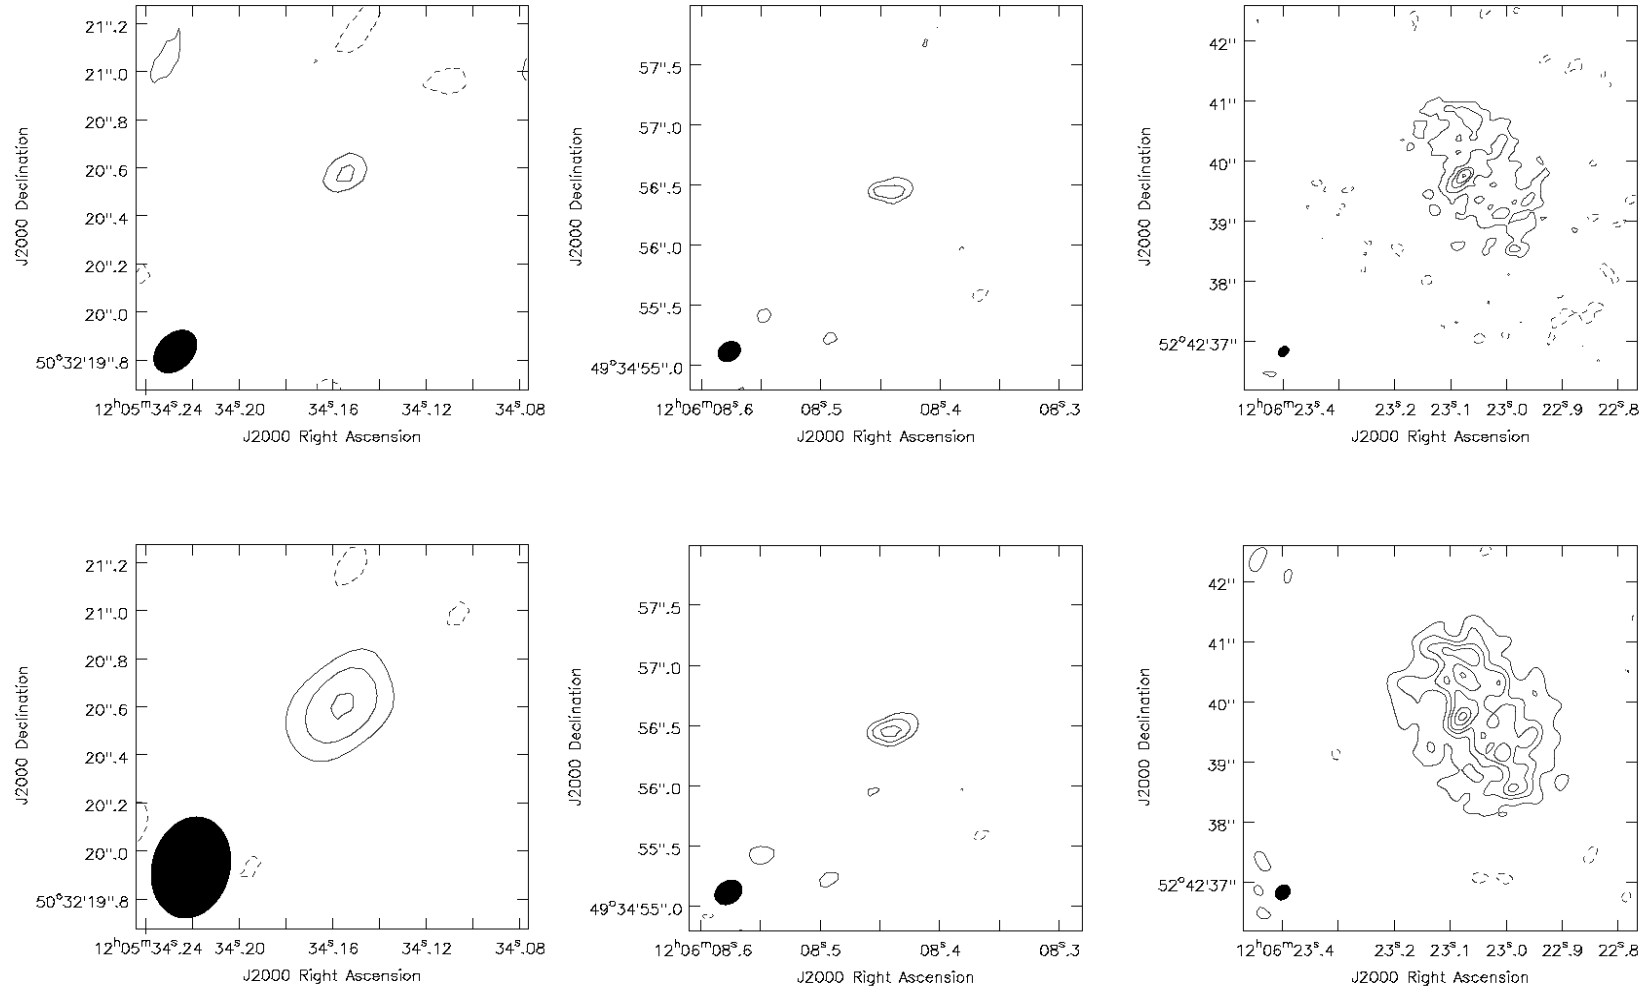 J2000 Declination
21".2
21".0
20".8
20".6
20".4
20".2
20".0
50°32'19".8
12ʰ05ᵐ34ˢ.24
34ˢ.20
34ˢ.16
34ˢ.12
34ˢ.08
J2000 Right Ascension
J2000 Declination
57".5
57".0
56".5
56".0
55".5
49°34'55".0
12ʰ06ᵐ08ˢ.6
08ˢ.5
08ˢ.4
08ˢ.3
J2000 Right Ascension
J2000 Declination
42"
41"
40"
39"
38"
52°42'37"
12ʰ06ᵐ23ˢ.4
23ˢ.2
23ˢ.1
23ˢ.0
22ˢ.9
22ˢ.8
J2000 Right Ascension
J2000 Declination
21".2
21".0
20".8
20".6
20".4
20".2
20".0
50°32'19".8
12ʰ05ᵐ34ˢ.24
34ˢ.20
34ˢ.16
34ˢ.12
34ˢ.08
J2000 Right Ascension
J2000 Declination
57".5
57".0
56".5
56".0
55".5
49°34'55".0
12ʰ06ᵐ08ˢ.6
08ˢ.5
08ˢ.4
08ˢ.3
J2000 Right Ascension
J2000 Declination
42"
41"
40"
39"
38"
52°42'37"
12ʰ06ᵐ23ˢ.4
23ˢ.2
23ˢ.1
23ˢ.0
22ˢ.9
22ˢ.8
J2000 Right Ascension